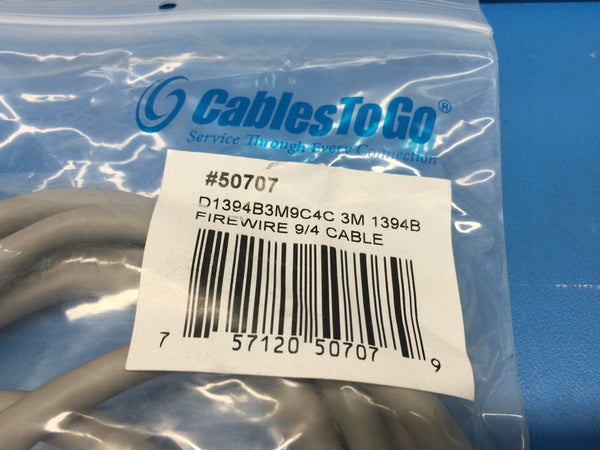 CablesToGo®
Service Through Every Connection
#50707
D1394B3M9C4C 3M 1394B
FIREWIRE 9/4 CABLE
7 57120 50707 9